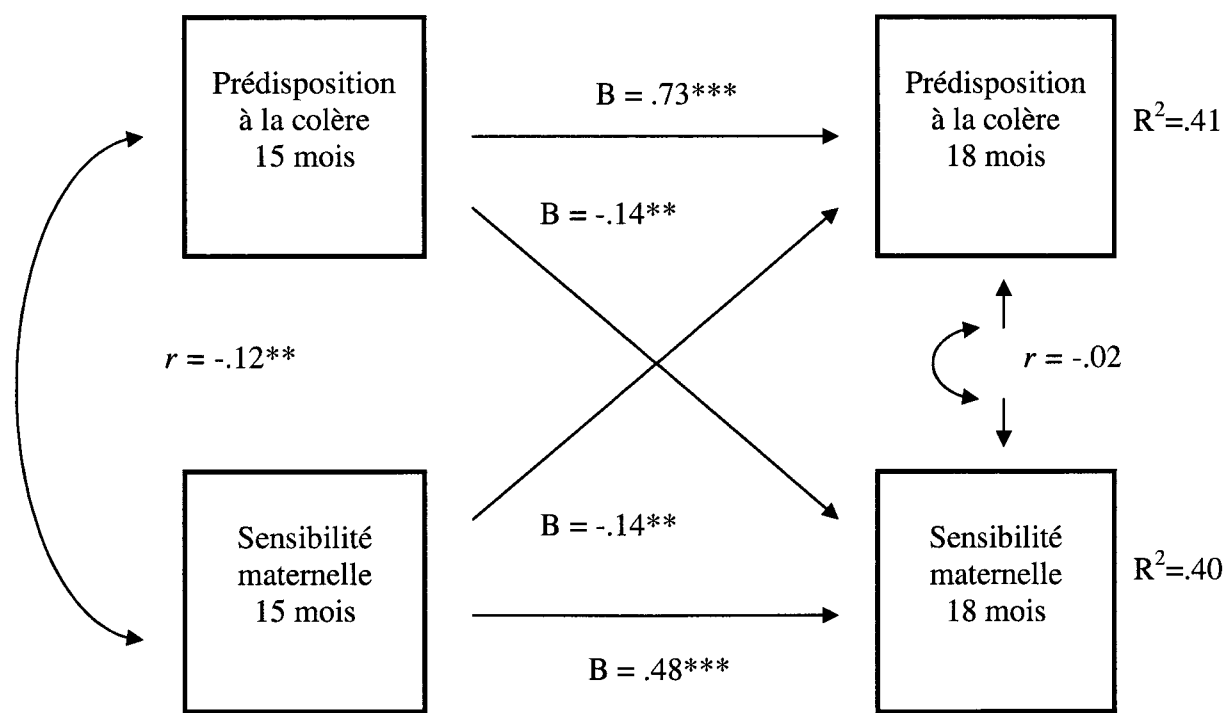 Prédisposition
à la colère
15 mois
B = .73***
Prédisposition
à la colère
18 mois
R²=.41
B = -.14**
r = -.12**
r = -.02
Sensibilité
maternelle
15 mois
B = -.14**
Sensibilité
maternelle
18 mois
R²=.40
B = .48***